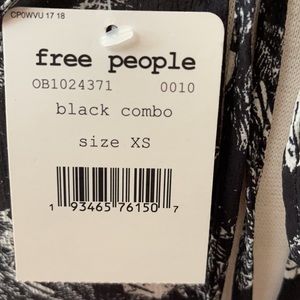 CP0WVU 17 18
free people
OB1024371 0010
black combo
size XS
1 93465 76150 7